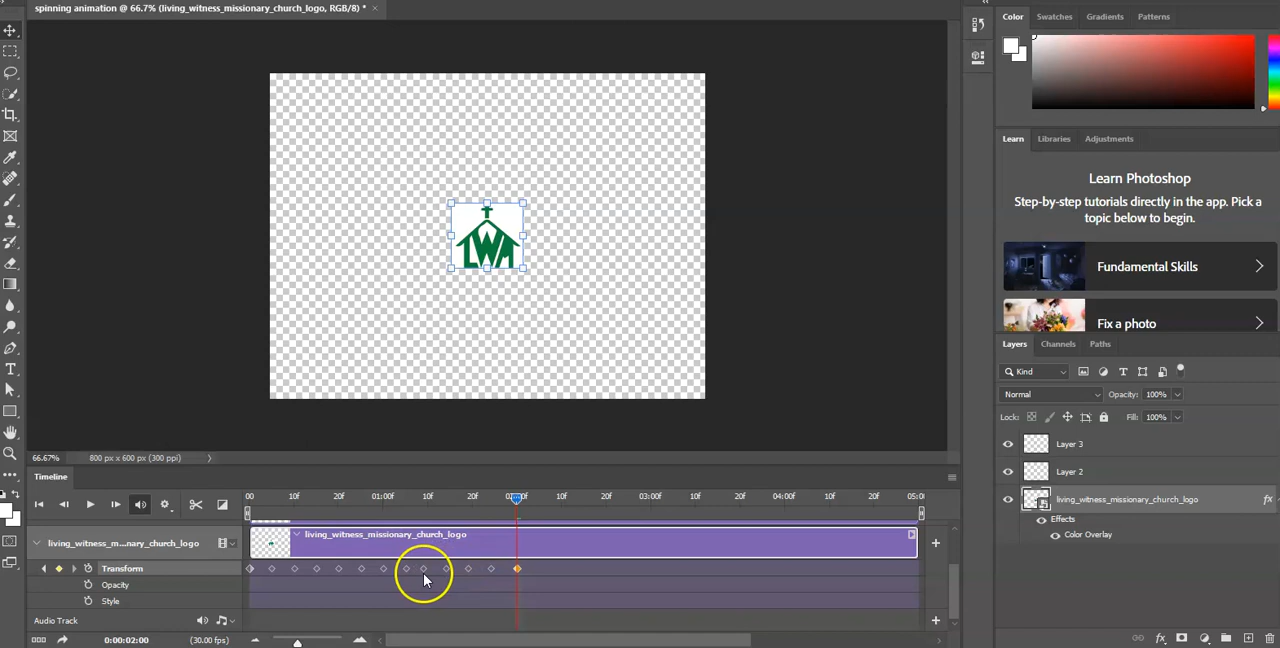 spinning animation @ 66.7% (living_witness_missionary_church_logo, RGB/8) * ×
Color Swatches Gradients Patterns
Learn Libraries Adjustments
Learn Photoshop
Step-by-step tutorials directly in the app. Pick a
topic below to begin.
Fundamental Skills
Fix a photo
LWM
Layers Channels Paths
Kind
Normal Opacity: 100%
Lock: Fill: 100%
Layer 3
Layer 2
living_witness_missionary_church_logo fx
Effects
Color Overlay
66.67% 800 px x 600 px (300 ppi)
Timeline
00 10f 20f 01:00f 10f 20f 02:00f 10f 20f 03:00f 10f 20f 04:00f 10f 20f 05:0
living_witness_m...nary_church_logo
living_witness_missionary_church_logo
Transform
Opacity
Style
Audio Track
0:00:02:00 (30.00 fps)
fx